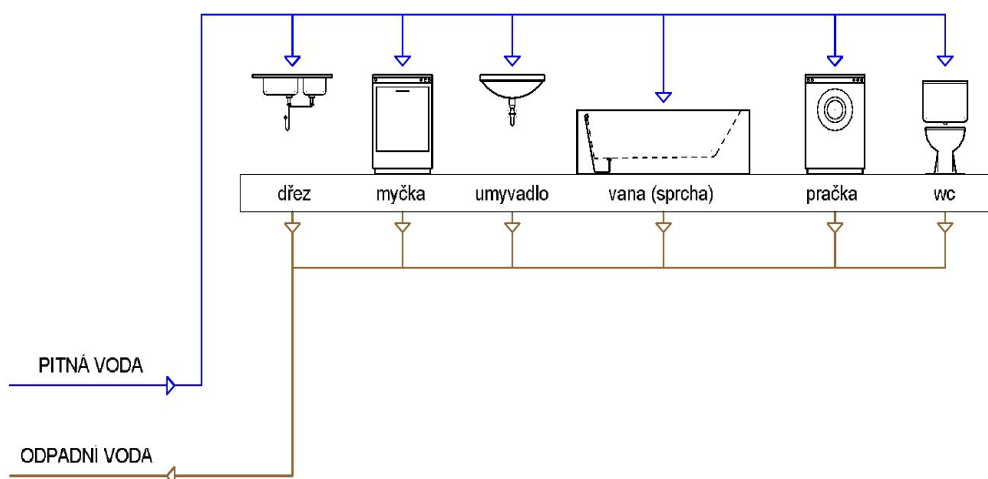 dřez myčka umyvadlo vana (sprcha) pračka wc
PITNÁ VODA
ODPADNÍ VODA